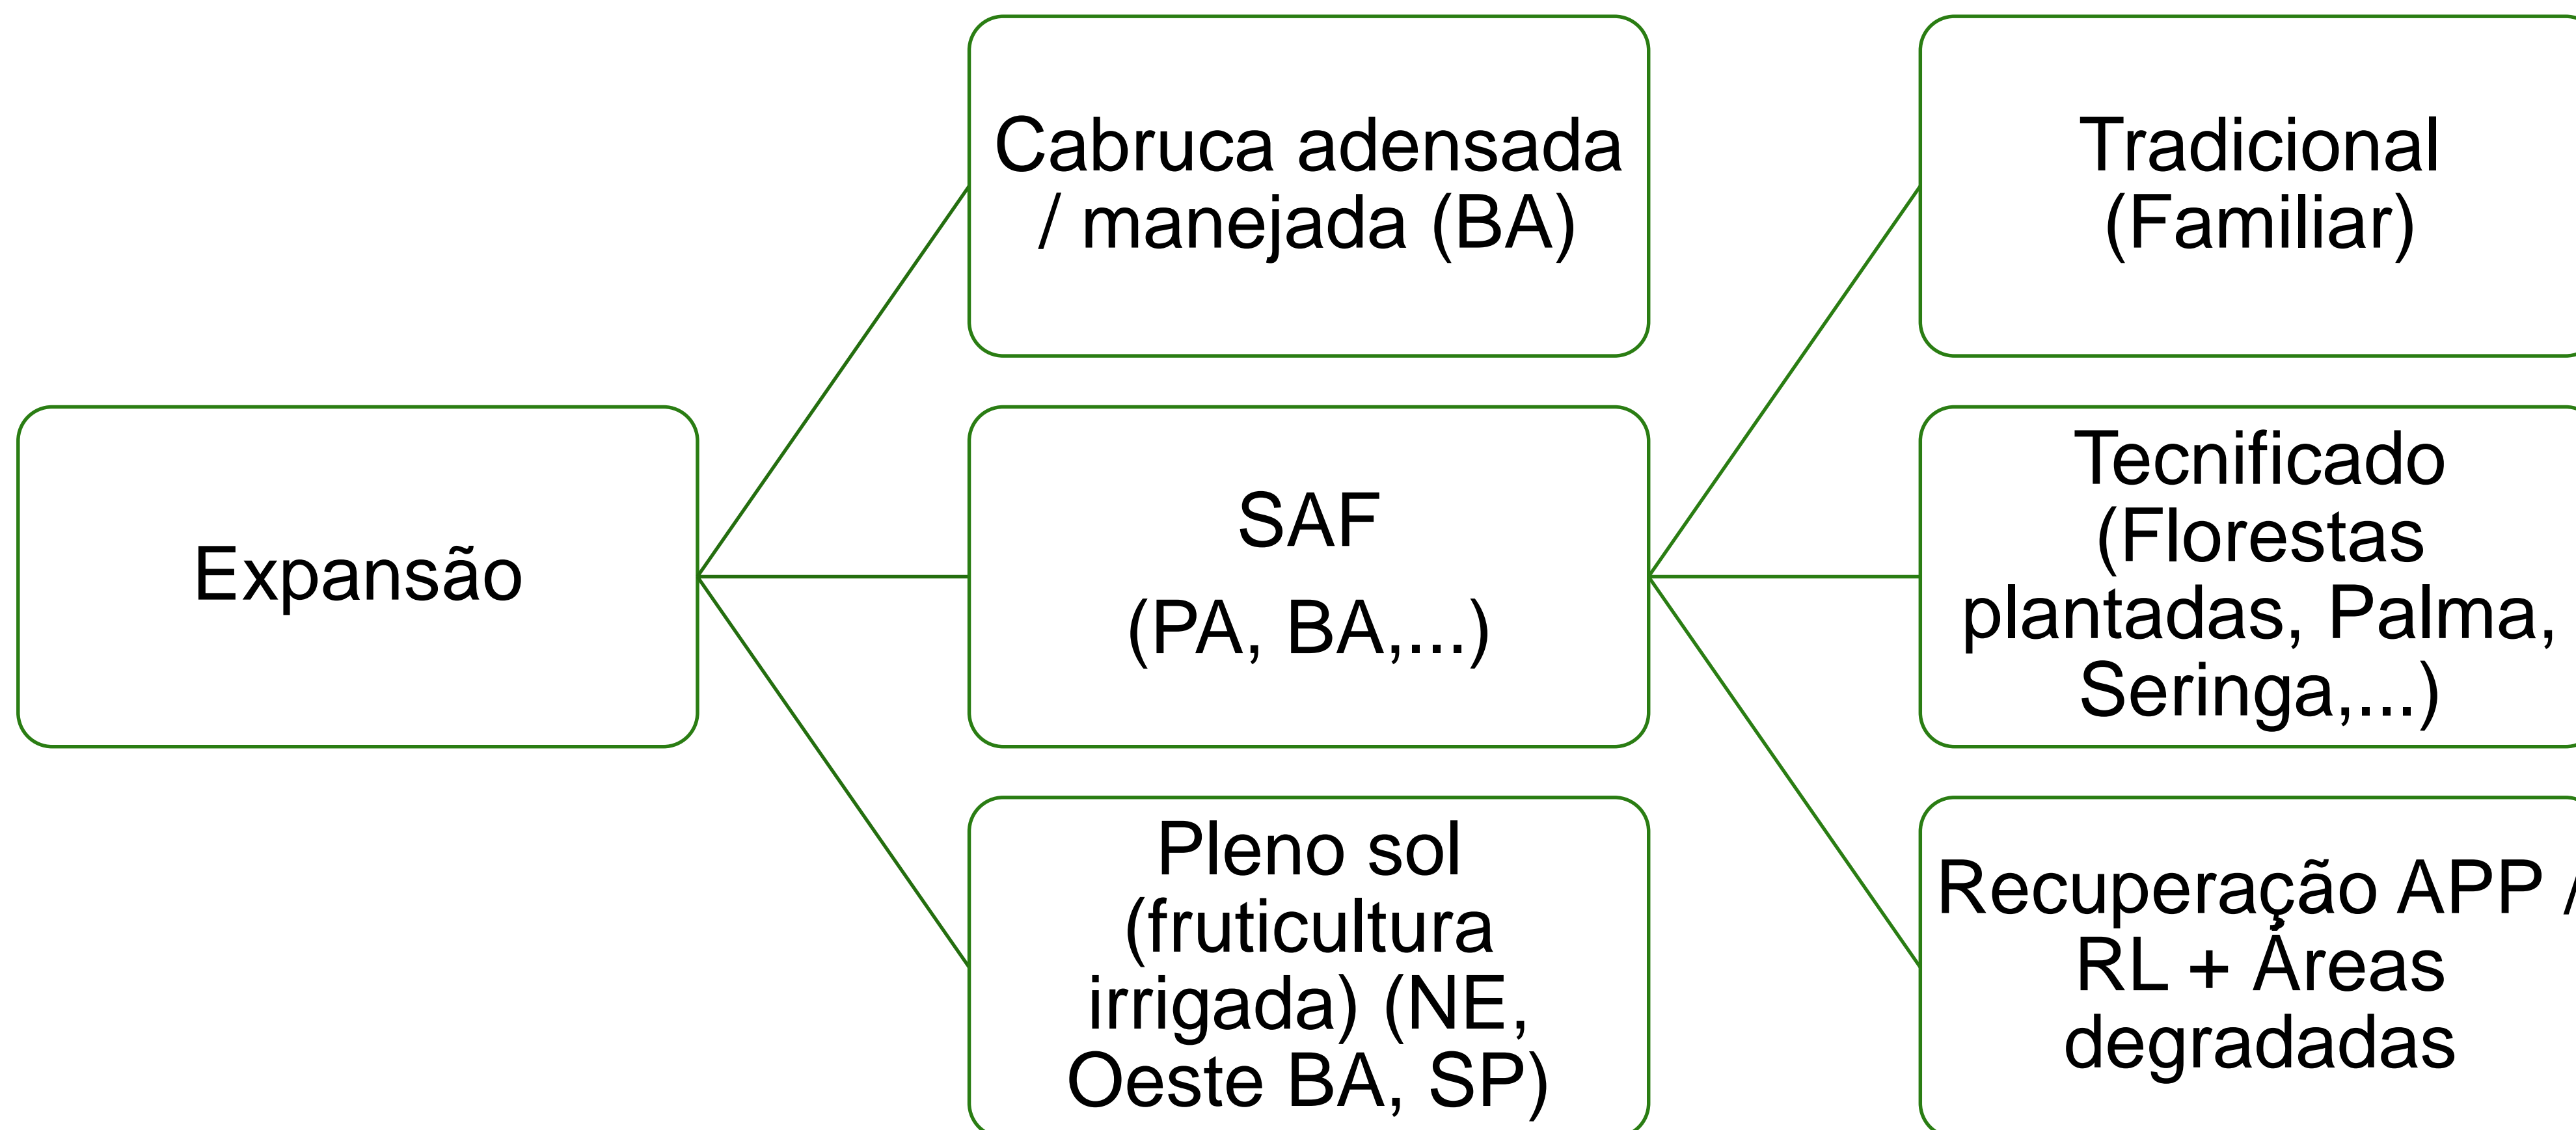 Expansão
Cabruca adensada
/ manejada (BA)
SAF
(PA, BA,...)
Pleno sol
(fruticultura
irrigada) (NE,
Oeste BA, SP)
Tradicional
(Familiar)
Tecnificado
(Florestas
plantadas, Palma,
Seringa,...)
Recuperação APP /
RL + Áreas
degradadas